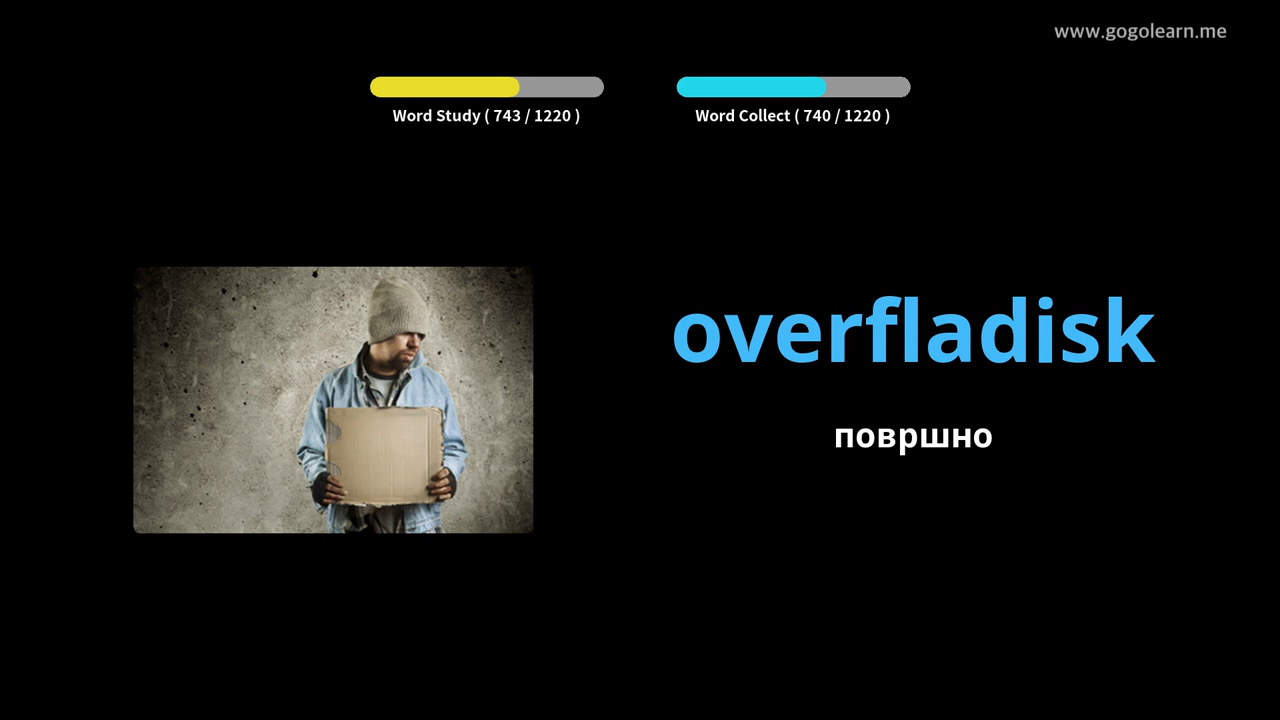 www.gogolearn.me
Word Study ( 743 / 1220 )
Word Collect ( 740 / 1220 )
overfladisk
површно